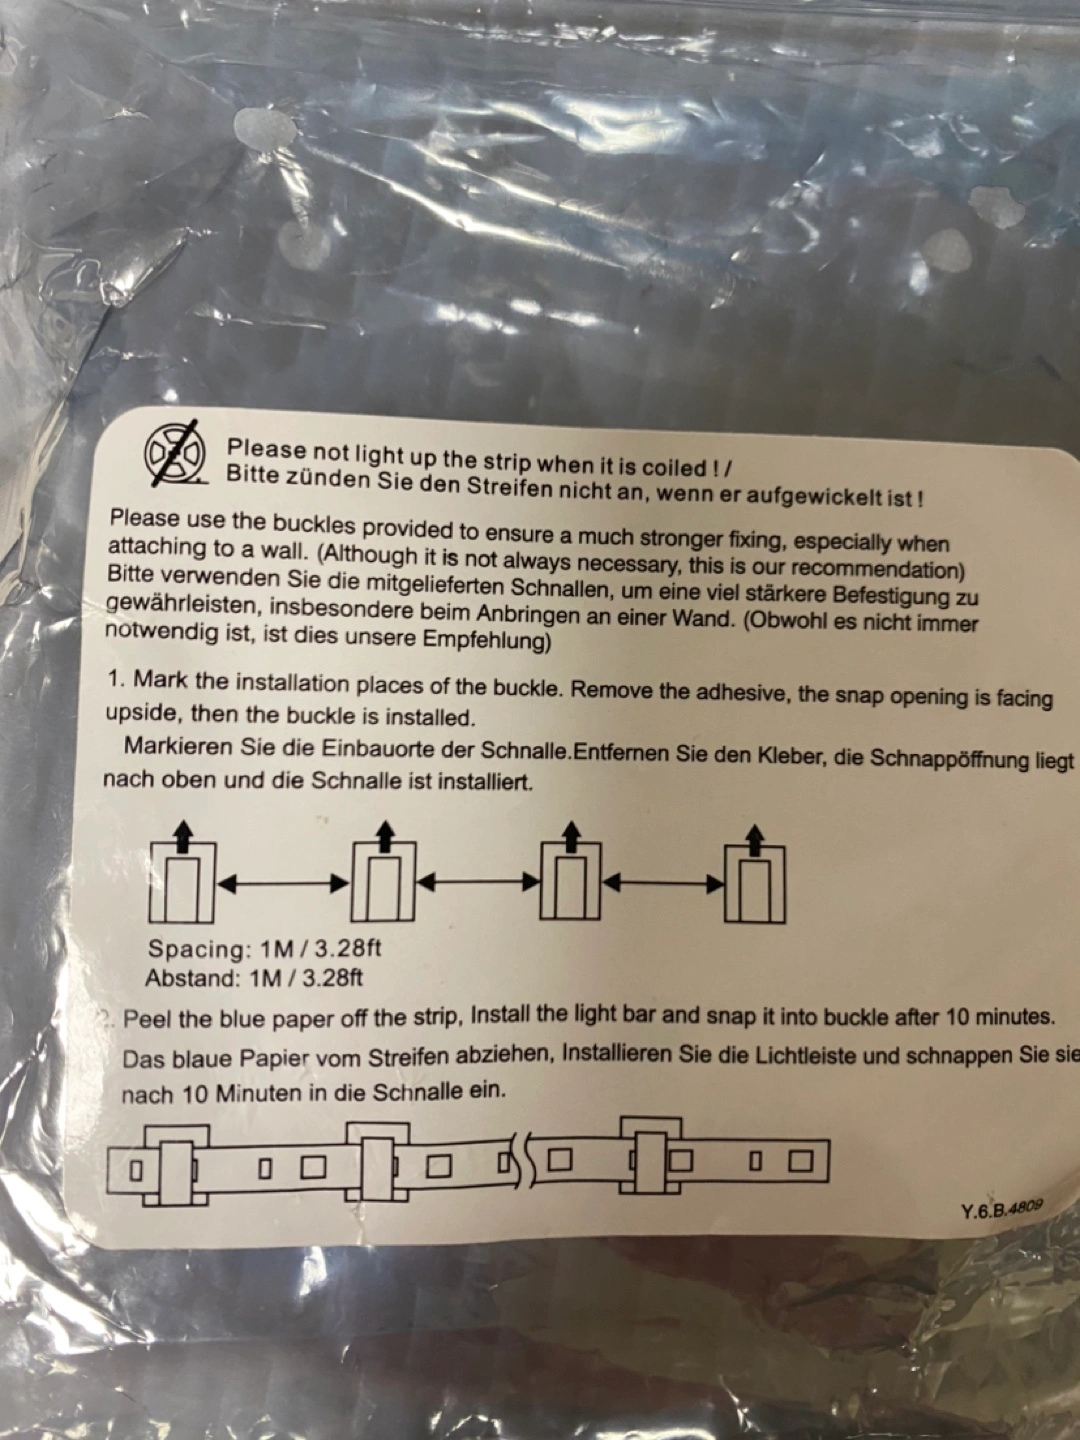 Please not light up the strip when it is coiled ! /
Bitte zünden Sie den Streifen nicht an, wenn er aufgewickelt ist !
Please use the buckles provided to ensure a much stronger fixing, especially when
attaching to a wall. (Although it is not always necessary, this is our recommendation)
Bitte verwenden Sie die mitgelieferten Schnallen, um eine viel stärkere Befestigung zu
gewährleisten, insbesondere beim Anbringen an einer Wand. (Obwohl es nicht immer
notwendig ist, ist dies unsere Empfehlung)
1. Mark the installation places of the buckle. Remove the adhesive, the snap opening is facing
upside, then the buckle is installed.
Markieren Sie die Einbauorte der Schnalle.Entfernen Sie den Kleber, die Schnappöffnung liegt
nach oben und die Schnalle ist installiert.
Spacing: 1M / 3.28ft
Abstand: 1M / 3.28ft
2. Peel the blue paper off the strip, Install the light bar and snap it into buckle after 10 minutes.
Das blaue Papier vom Streifen abziehen, Installieren Sie die Lichtleiste und schnappen Sie sie
nach 10 Minuten in die Schnalle ein.
Y.6.B.4809